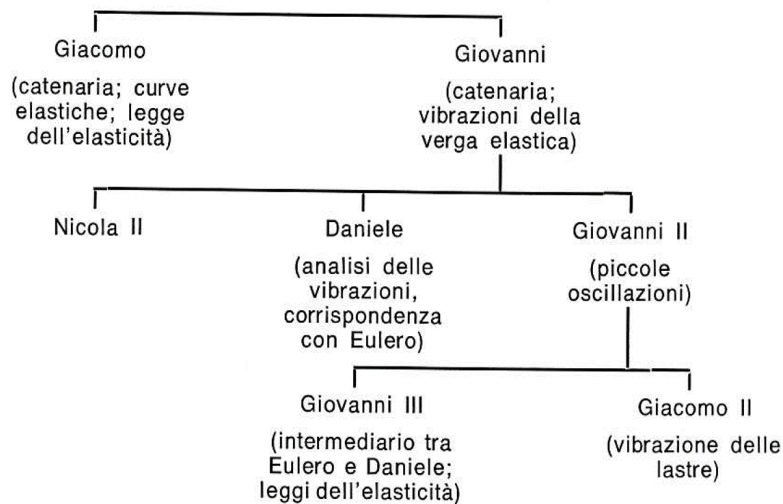 Giacomo
(catenaria; curve
elastiche; legge
dell'elasticità)
Giovanni
(catenaria;
vibrazioni della
verga elastica)
Nicola II
Daniele
(analisi delle
vibrazioni,
corrispondenza
con Eulero)
Giovanni II
(piccole
oscillazioni)
Giovanni III
(intermediario tra
Eulero e Daniele;
leggi dell'elasticità)
Giacomo II
(vibrazione delle
lastre)